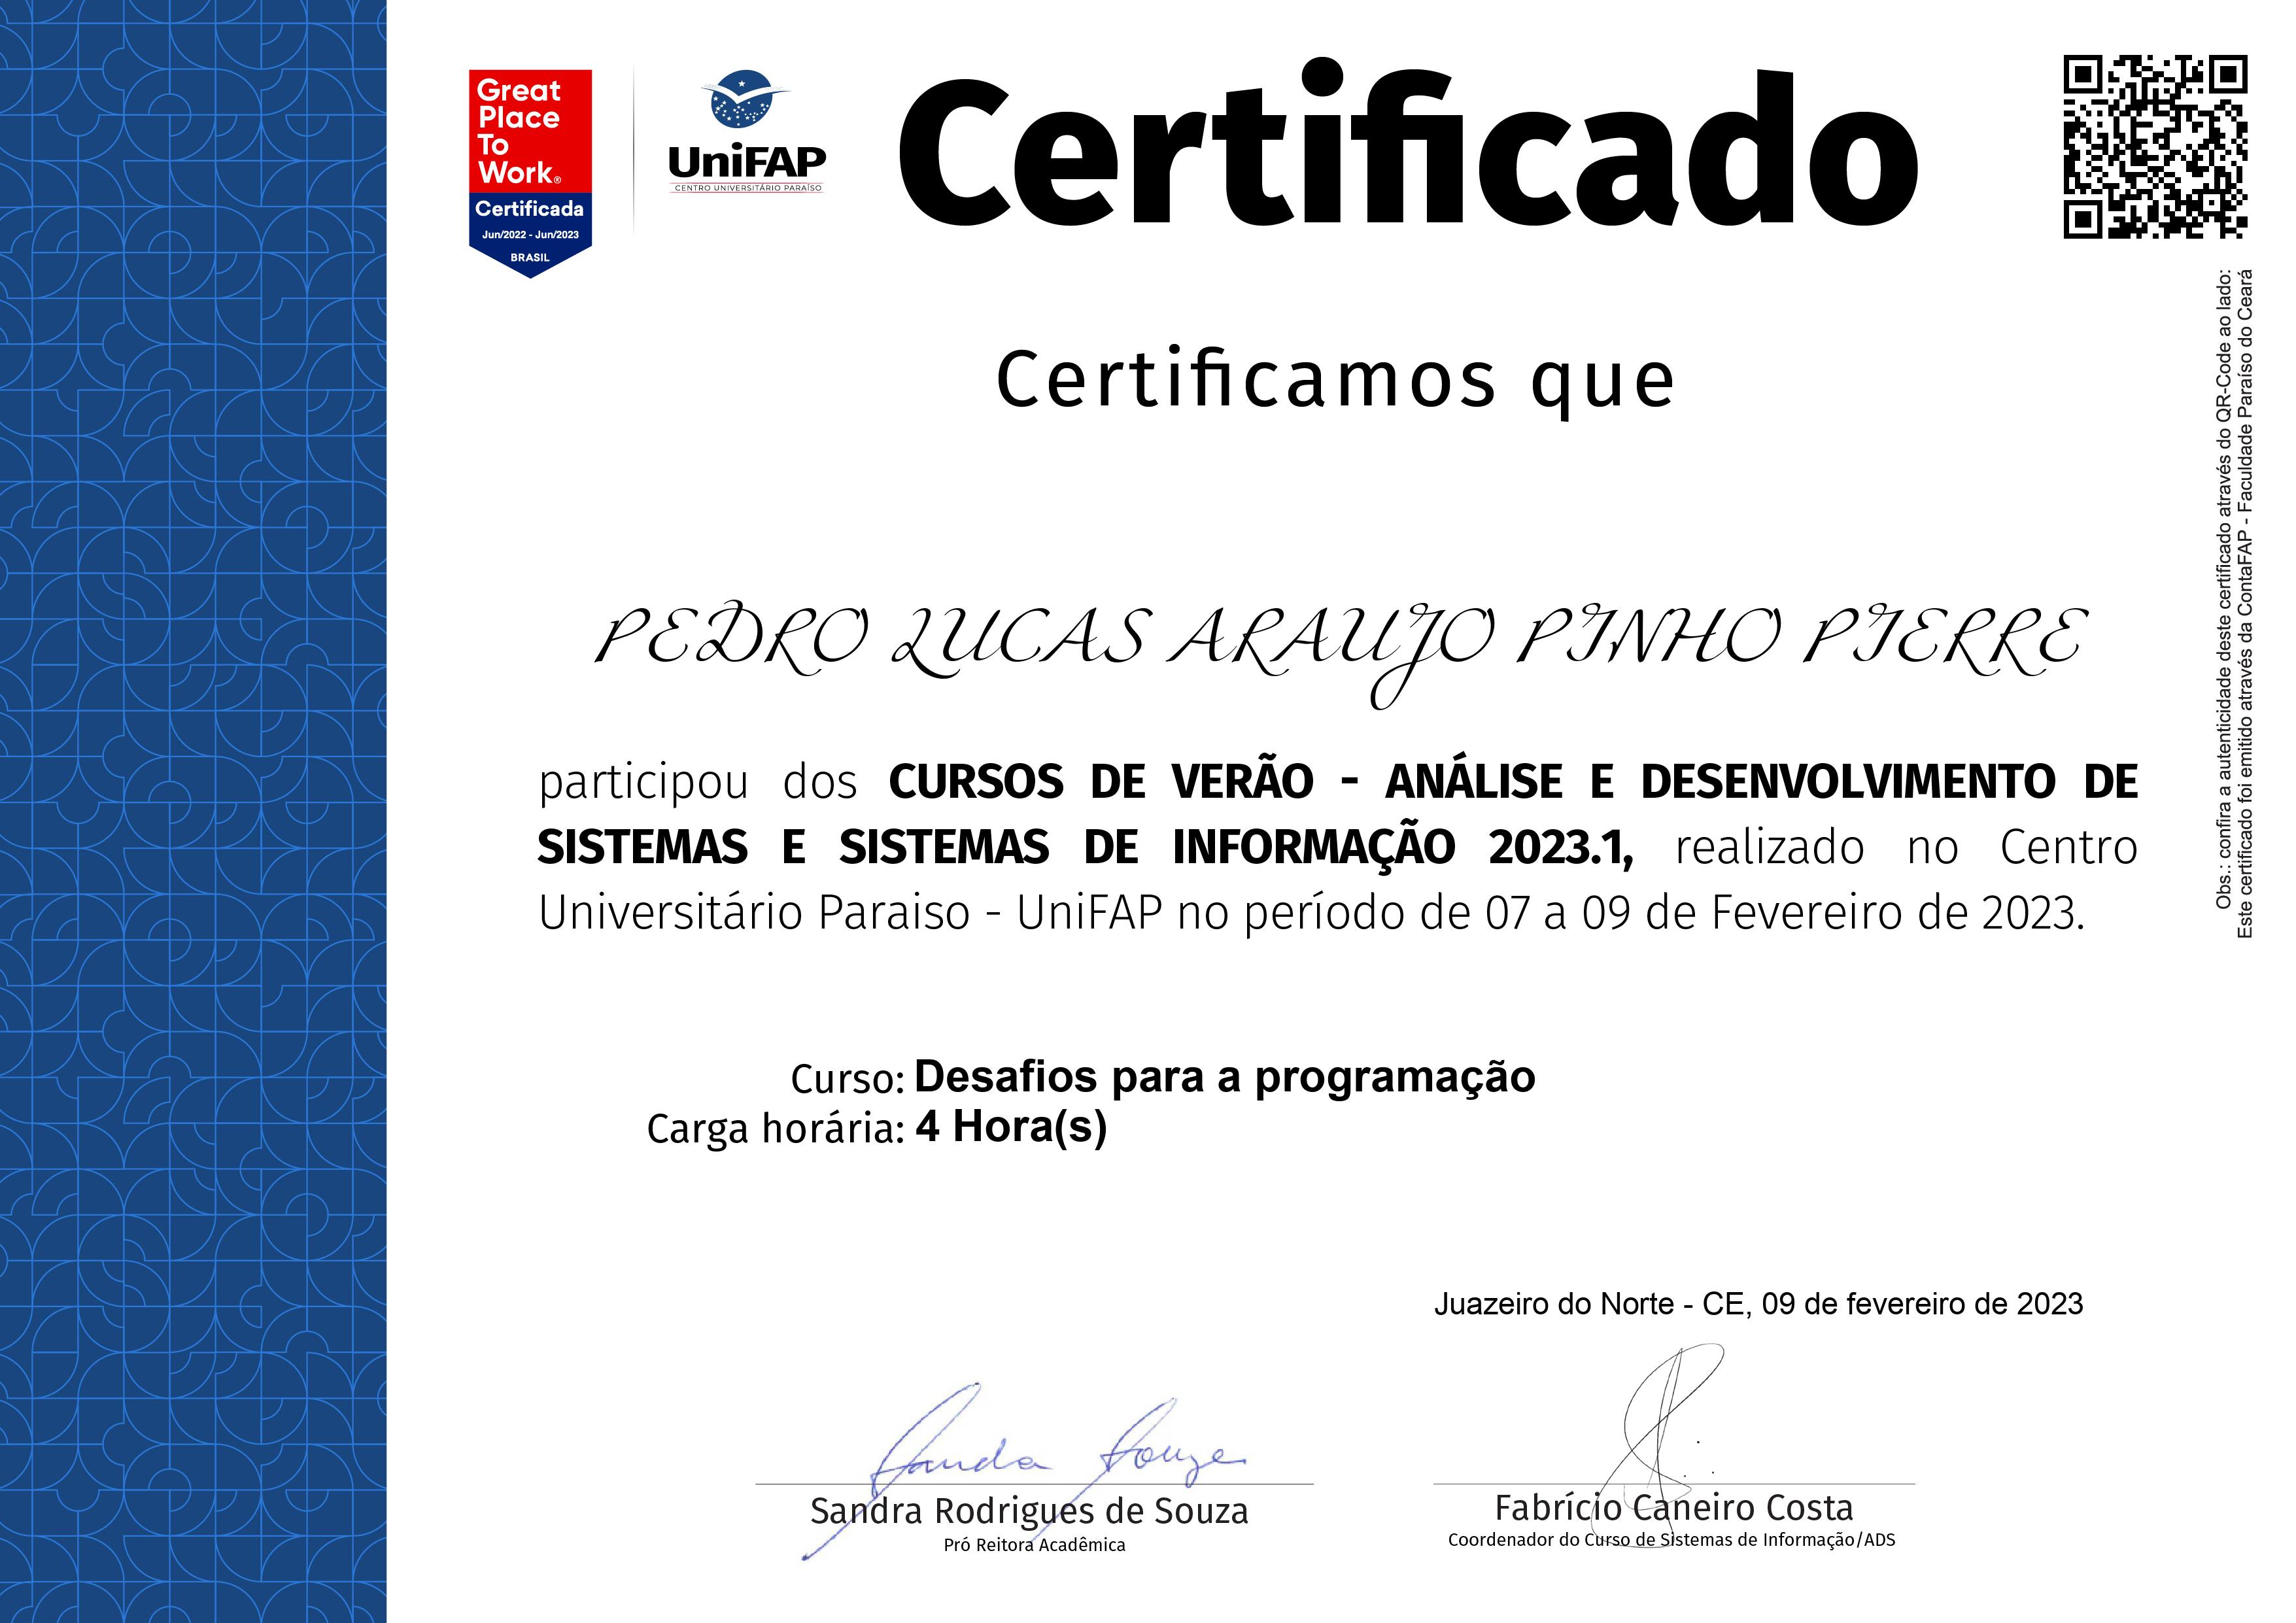 Great
Place
To
Work®
Certificada
Jun/2022 - Jun/2023
BRASIL
UniFAP
CENTRO UNIVERSITÁRIO PARAÍSO
Certificado
Certificamos que
PEDRO LUCAS ARAUJO PINHO PIERRE
participou dos CURSOS DE VERÃO - ANÁLISE E DESENVOLVIMENTO DE
SISTEMAS E SISTEMAS DE INFORMAÇÃO 2023.1, realizado no Centro
Universitário Paraiso - UniFAP no período de 07 a 09 de Fevereiro de 2023.
Curso: Desafios para a programação
Carga horária: 4 Hora(s)
Juazeiro do Norte - CE, 09 de fevereiro de 2023
Sandra Souza
Sandra Rodrigues de Souza
Pró Reitora Acadêmica
Fabrício Caneiro Costa
Coordenador do Curso de Sistemas de Informação/ADS
Obs.: confira a autenticidade deste certificado através do QR-Code ao lado:
Este certificado foi emitido através da ContaFAP - Faculdade Paraíso do Ceará